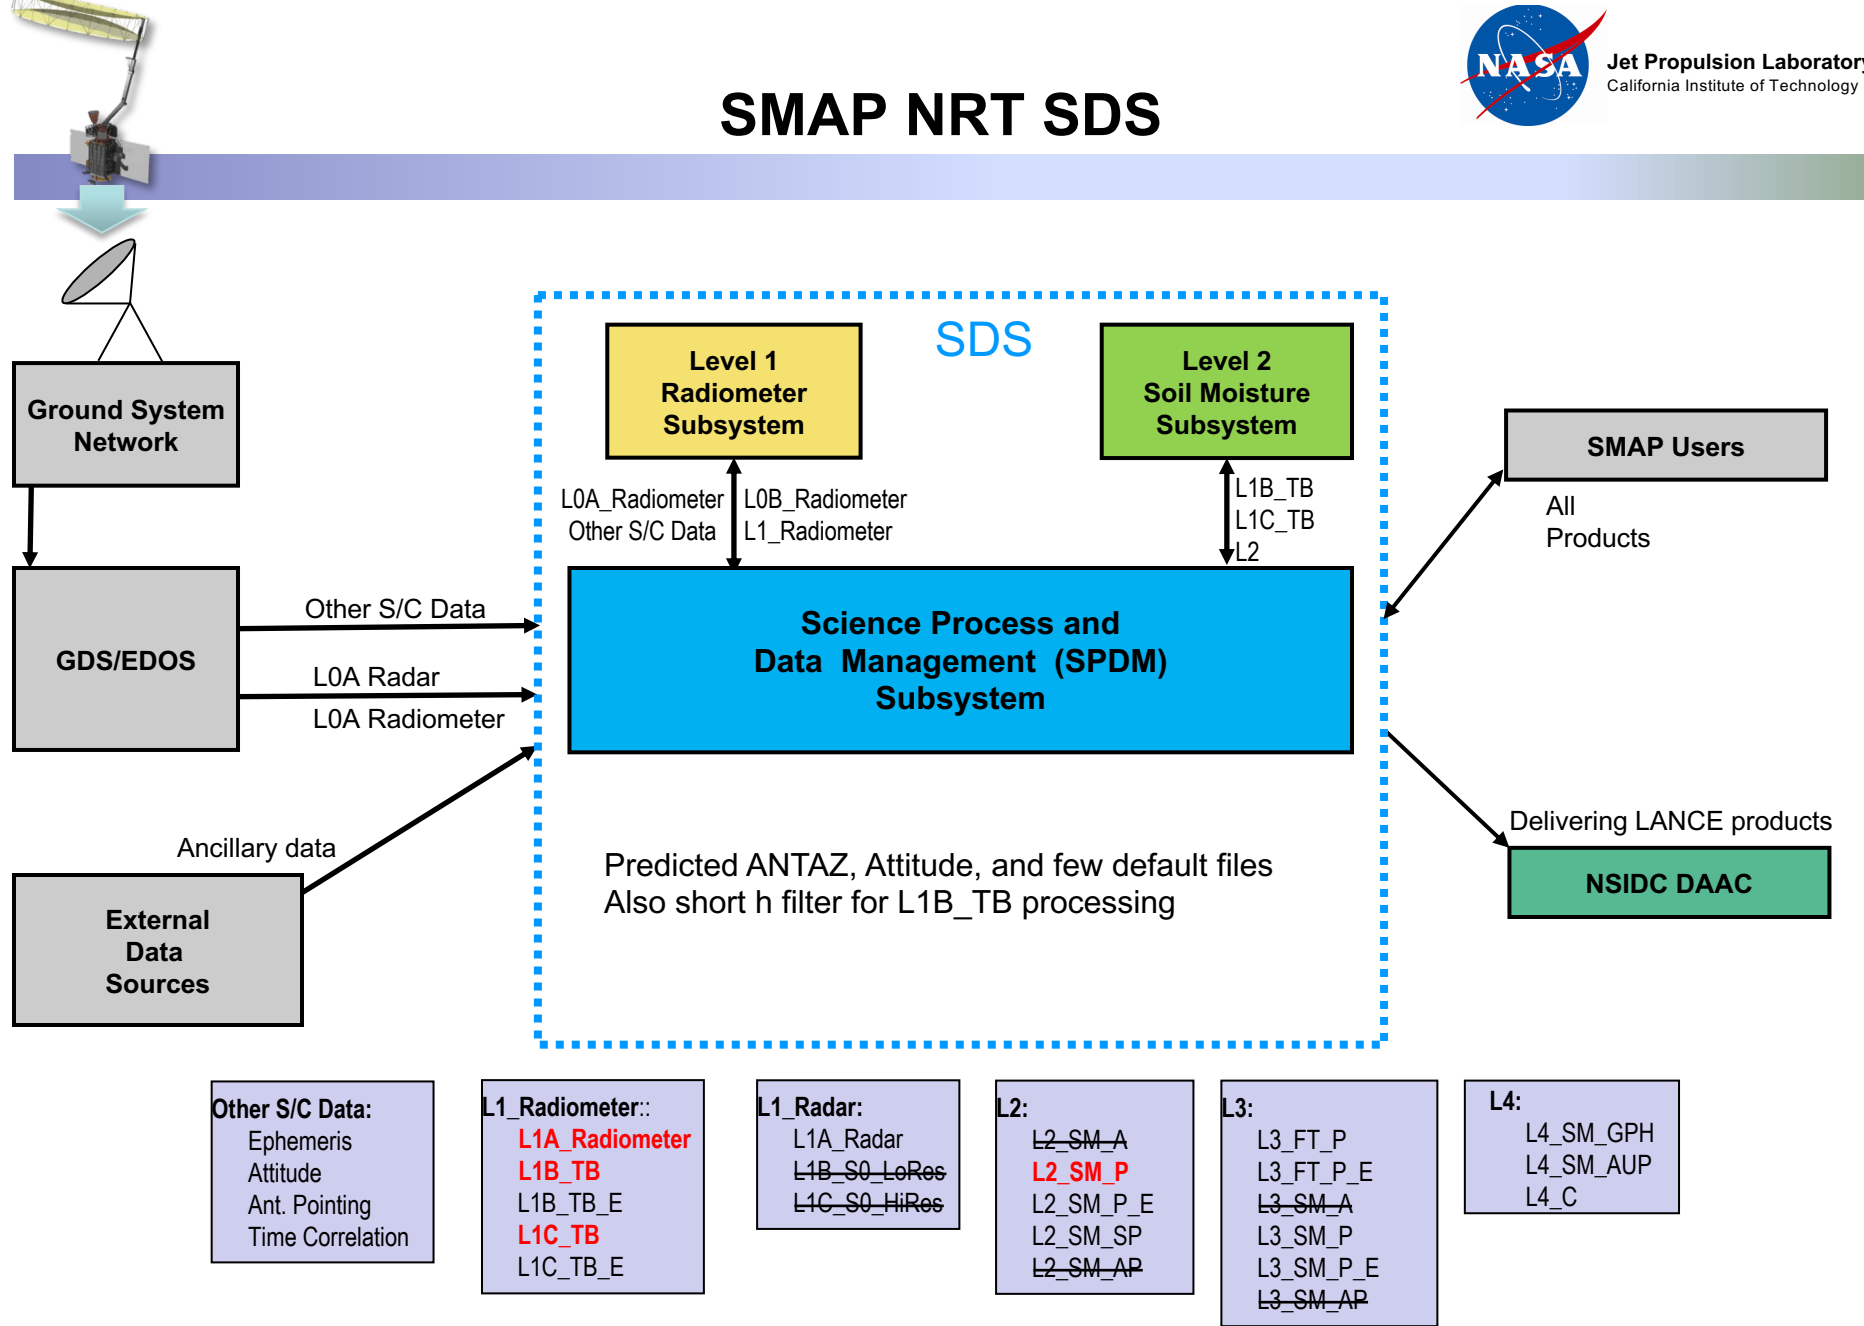 NASA
Jet Propulsion Laboratory
California Institute of Technology
SMAP NRT SDS
SDS
Level 1
Radiometer
Subsystem
Level 2
Soil Moisture
Subsystem
Ground System
Network
SMAP Users
All
Products
L0A_Radiometer
Other S/C Data
L0B_Radiometer
L1_Radiometer
L1B_TB
L1C_TB
L2
GDS/EDOS
Other S/C Data
L0A Radar
L0A Radiometer
Science Process and
Data Management (SPDM)
Subsystem
Ancillary data
External
Data
Sources
Predicted ANTAZ, Attitude, and few default files
Also short h filter for L1B_TB processing
Delivering LANCE products
NSIDC DAAC
Other S/C Data:
Ephemeris
Attitude
Ant. Pointing
Time Correlation
L1_Radiometer::
L1A_Radiometer
L1B_TB
L1B_TB_E
L1C_TB
L1C_TB_E
L1_Radar:
L1A_Radar
L1B_S0_LoRes
L1C_S0_HiRes
L2:
L2_SM_A
L2_SM_P
L2_SM_P_E
L2_SM_SP
L2_SM_AP
L3:
L3_FT_P
L3_FT_P_E
L3_SM_A
L3_SM_P
L3_SM_P_E
L3_SM_AP
L4:
L4_SM_GPH
L4_SM_AUP
L4_C